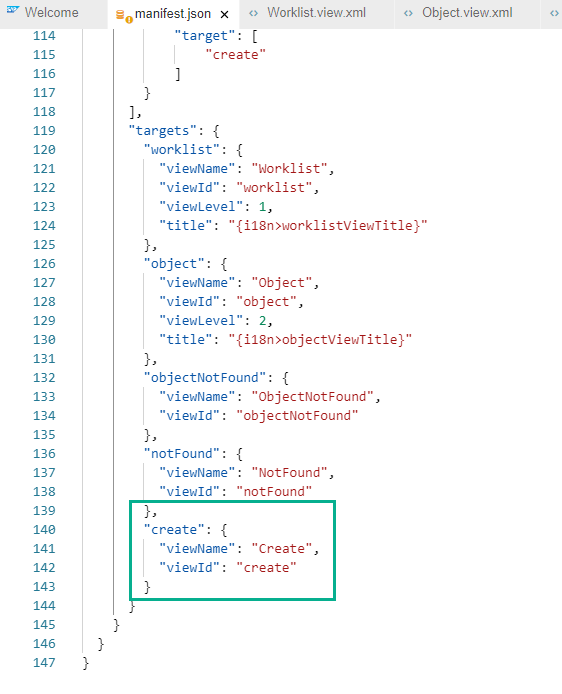 Welcome manifest.json × <> Worklist.view.xml <> Object.view.xml <>
114 "target": [
115 "create"
116 ]
117 }
118 ],
119 "targets": {
120 "worklist": {
121 "viewName": "Worklist",
122 "viewId": "worklist",
123 "viewLevel": 1,
124 "title": "{i18n>worklistViewTitle}"
125 },
126 "object": {
127 "viewName": "Object",
128 "viewId": "object",
129 "viewLevel": 2,
130 "title": "{i18n>objectViewTitle}"
131 },
132 "objectNotFound": {
133 "viewName": "ObjectNotFound",
134 "viewId": "objectNotFound"
135 },
136 "notFound": {
137 "viewName": "NotFound",
138 "viewId": "notFound"
139 },
140 "create": {
141 "viewName": "Create",
142 "viewId": "create"
143 }
144 }
145 }
146 }
147 }